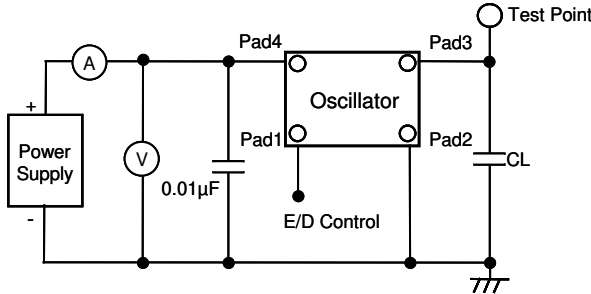 Test Point
Pad4
Pad3
A
Oscillator
+
Pad1
Pad2
Power
Supply
V
0.01µF
CL
-
E/D Control